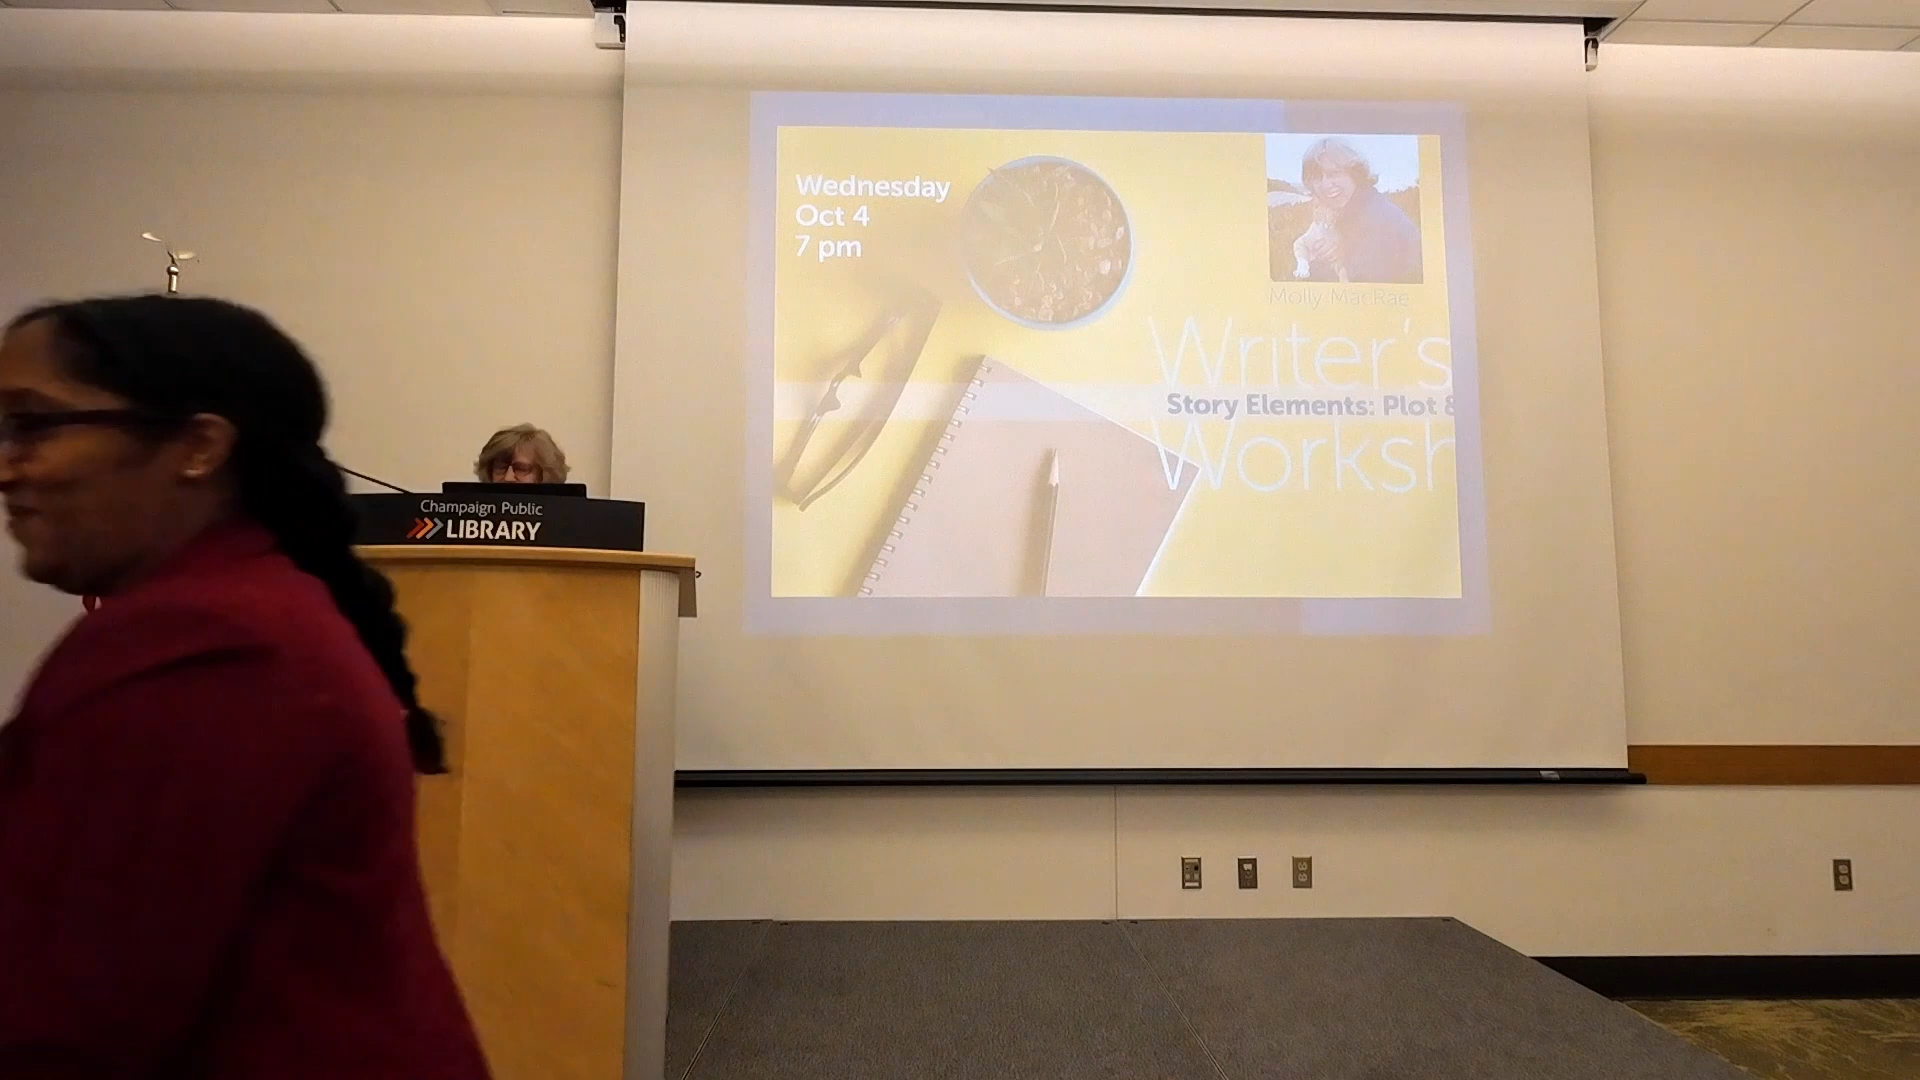 Wednesday
Oct 4
7 pm
Molly MacRae
Writer's
Story Elements: Plot &
Worksh
Champaign Public
LIBRARY